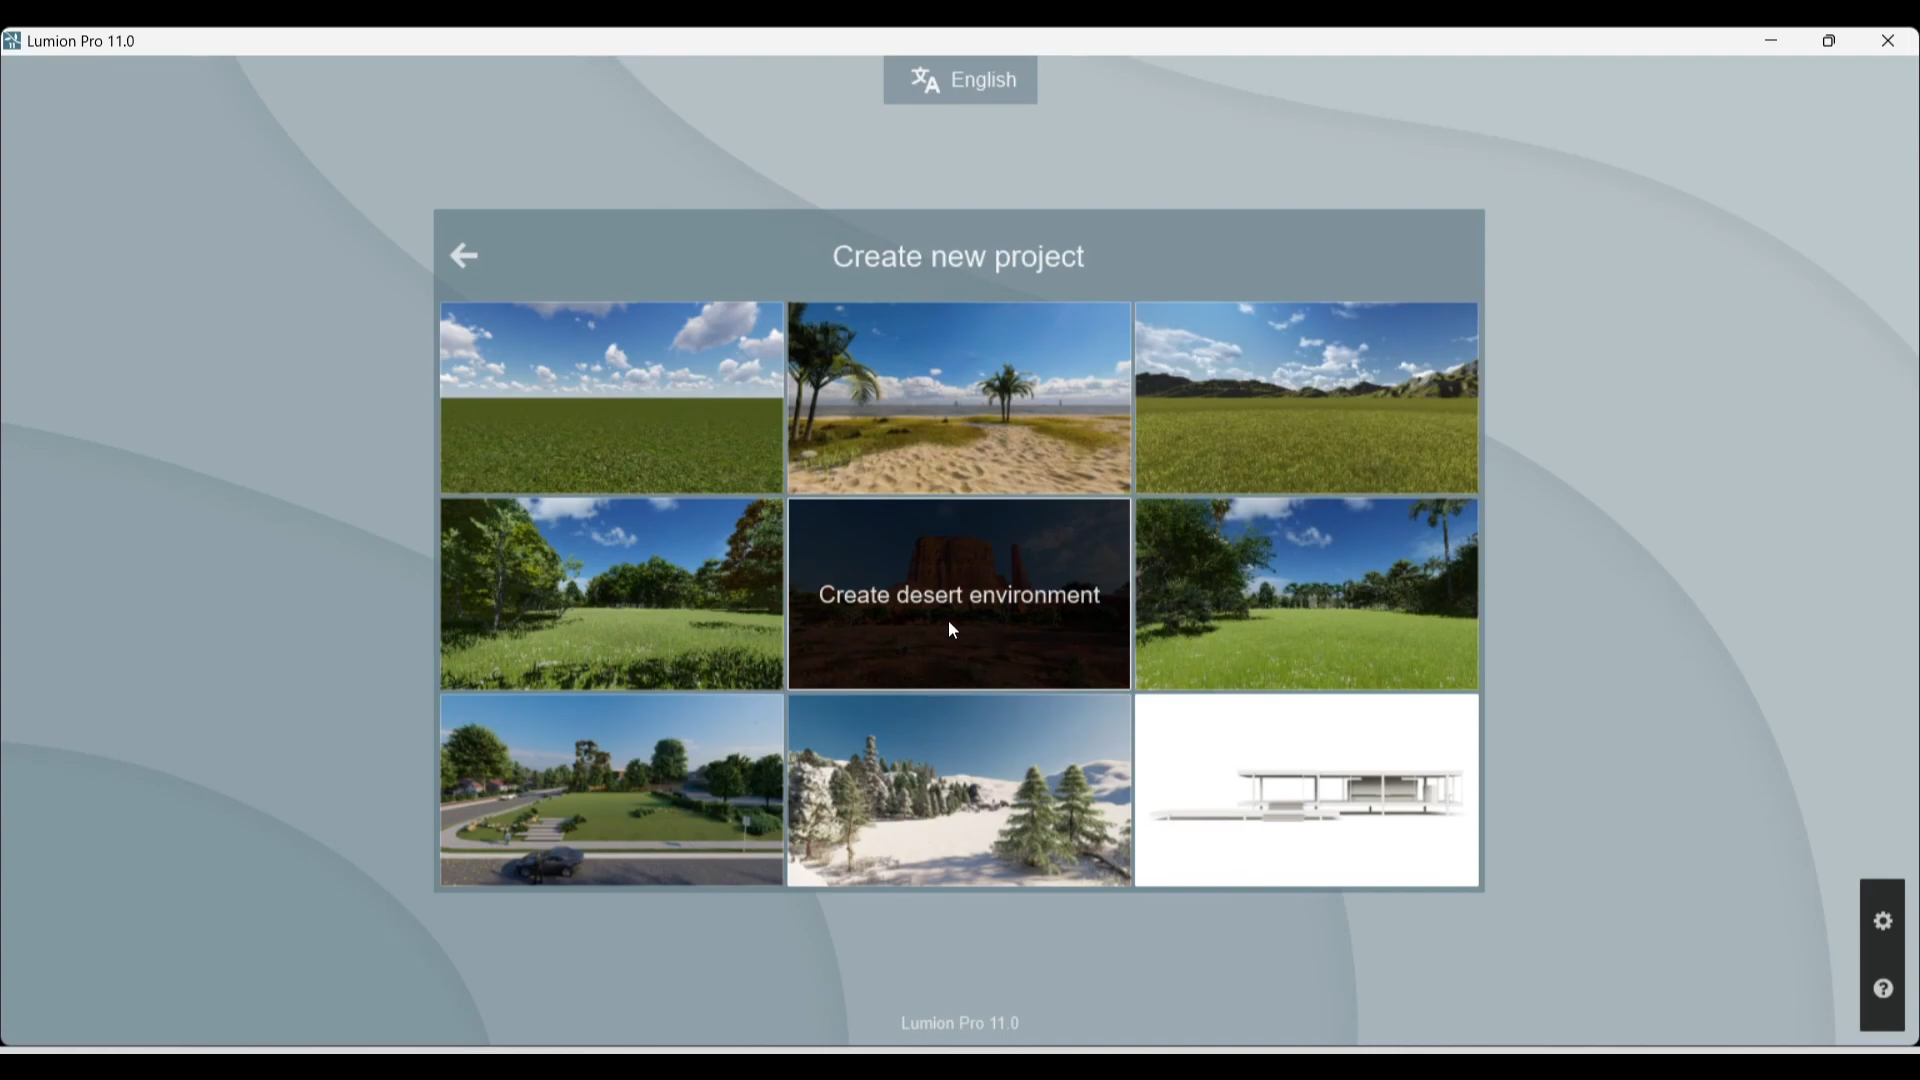 Lumion Pro 11.0
English
Create new project
Create desert environment
Lumion Pro 11.0